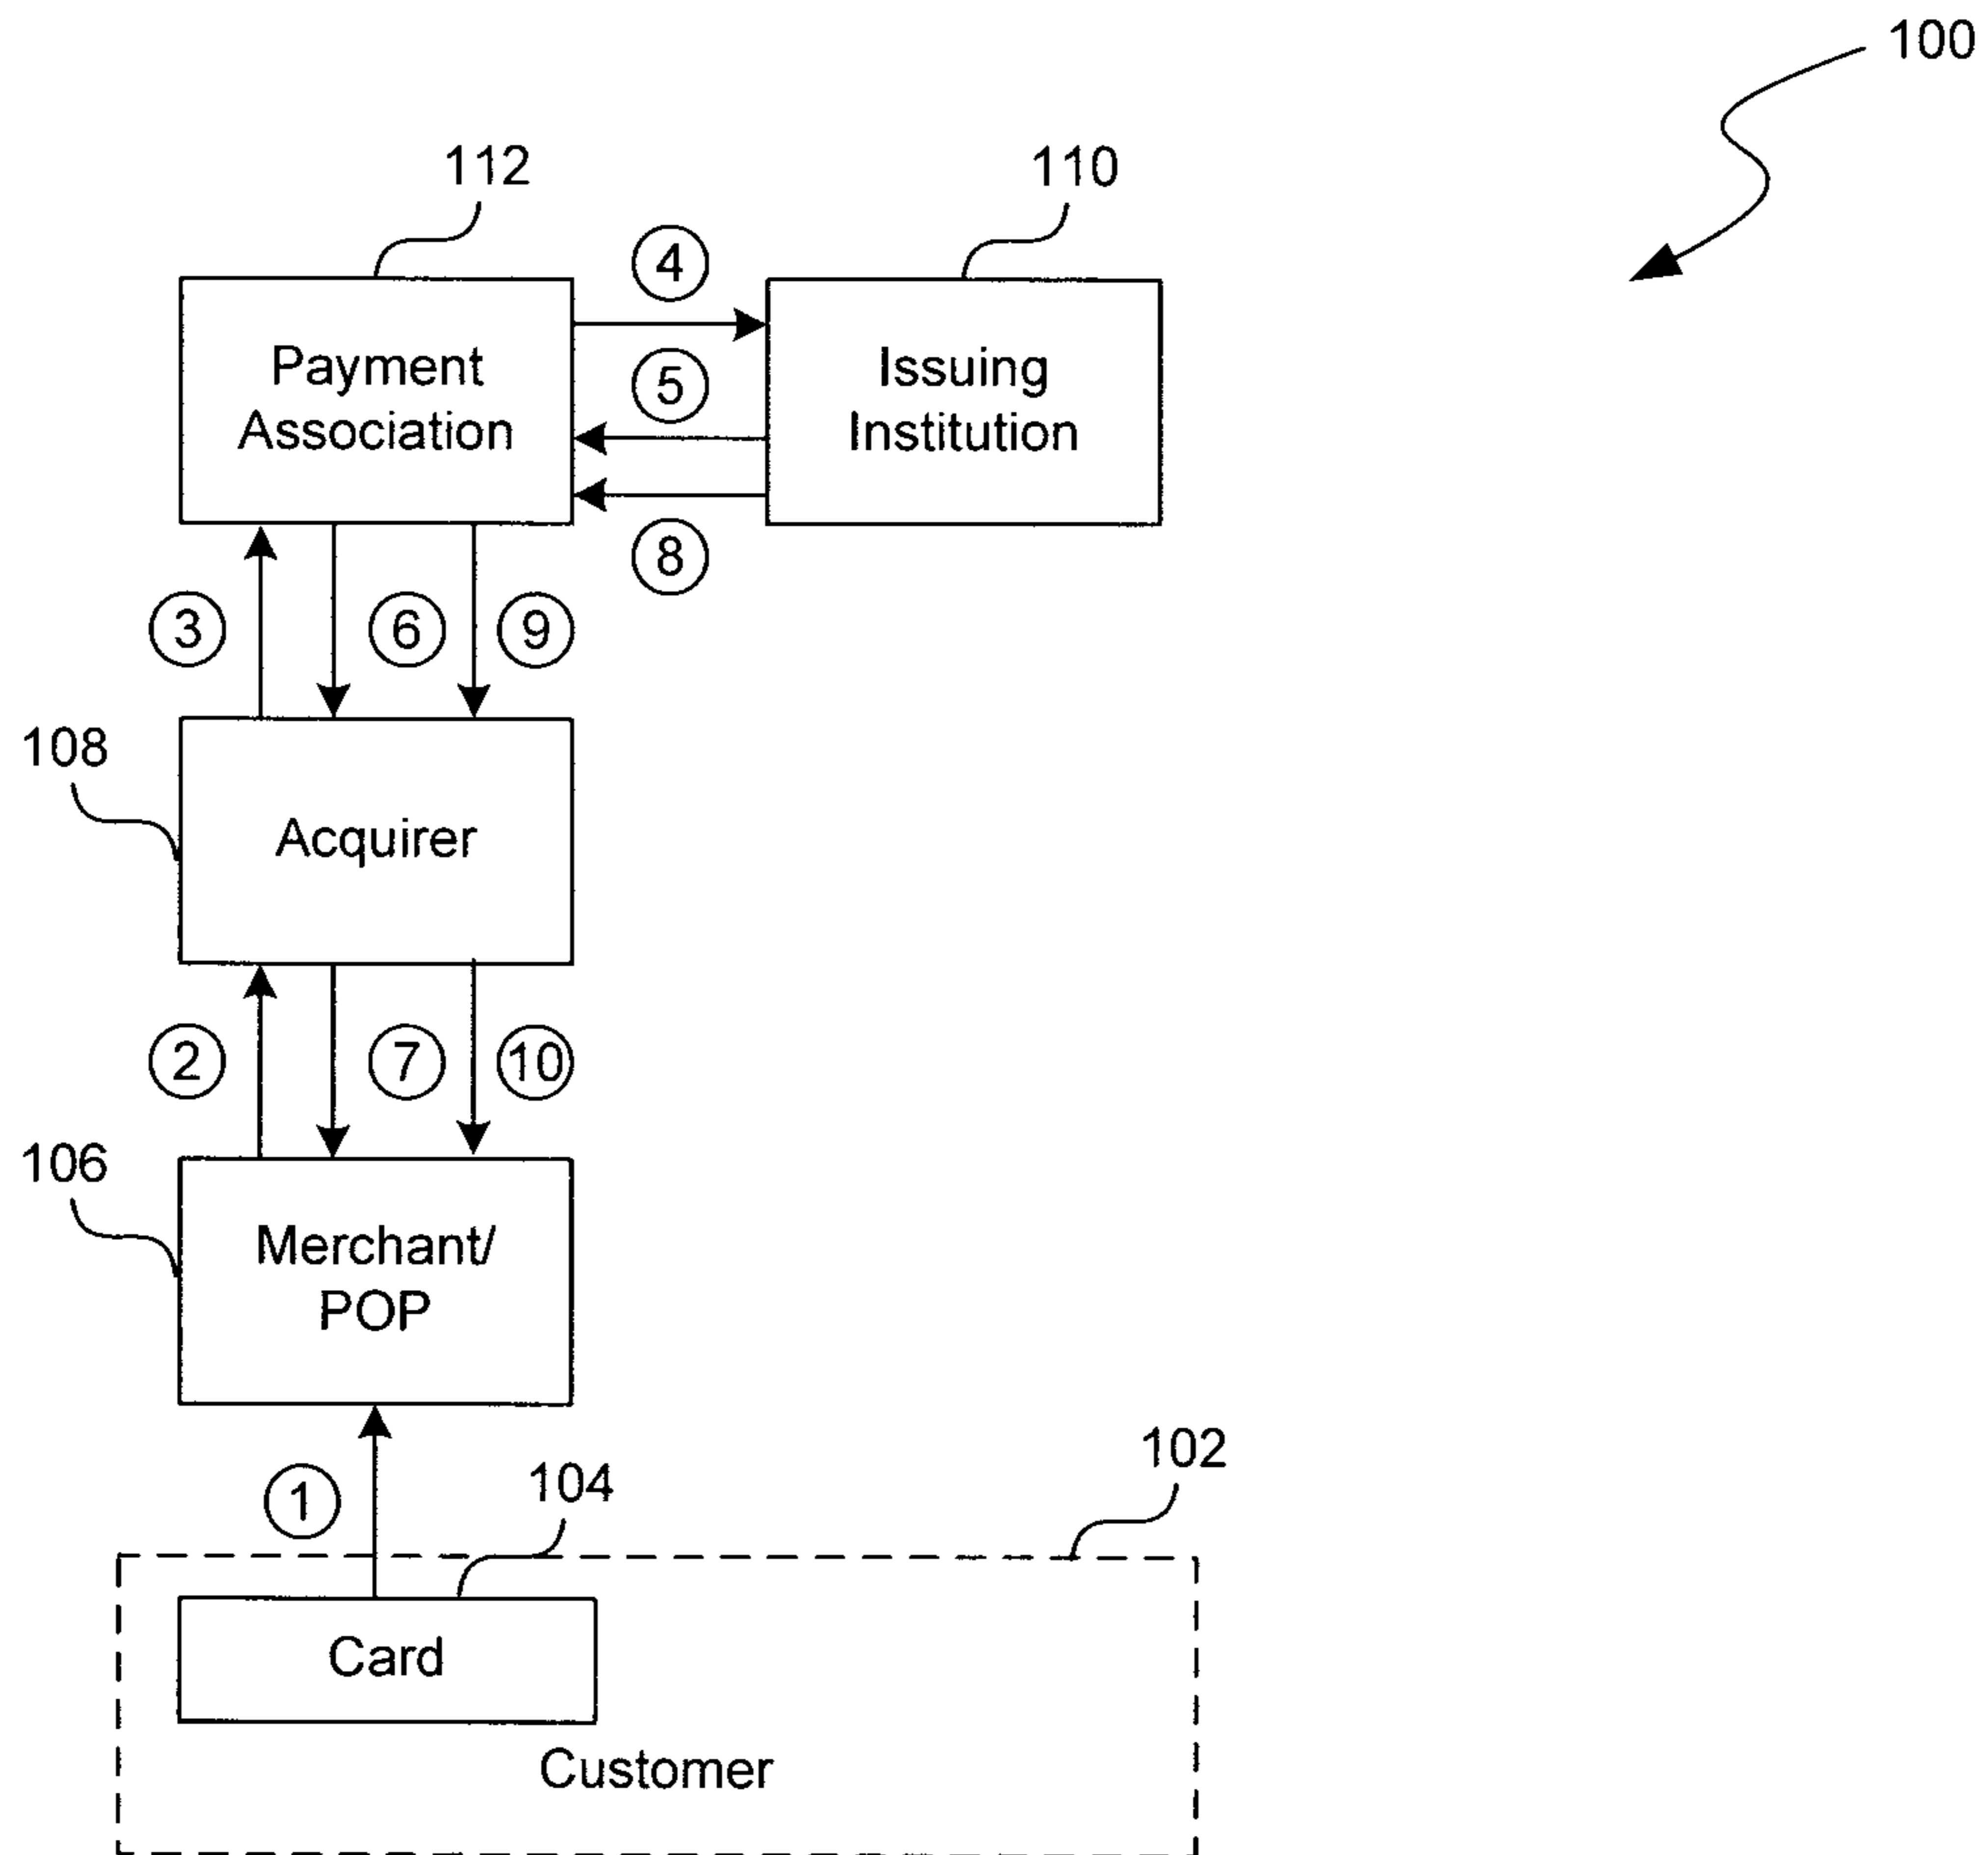 100
112
110
4
Payment
Association
5
Issuing
Institution
8
3
6
9
108
Acquirer
2
7
10
106
Merchant/
POP
1
104
102
Card
Customer